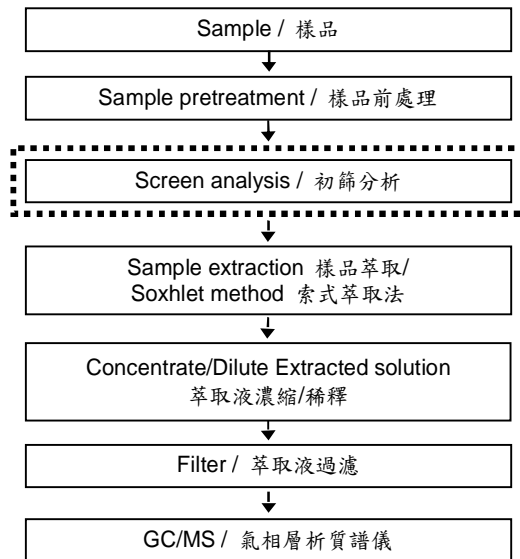 Sample / 樣品
Sample pretreatment / 樣品前處理
Screen analysis / 初篩分析
Sample extraction 樣品萃取/
Soxhlet method 索式萃取法
Concentrate/Dilute Extracted solution
萃取液濃縮/稀釋
Filter / 萃取液過濾
GC/MS / 氣相層析質譜儀